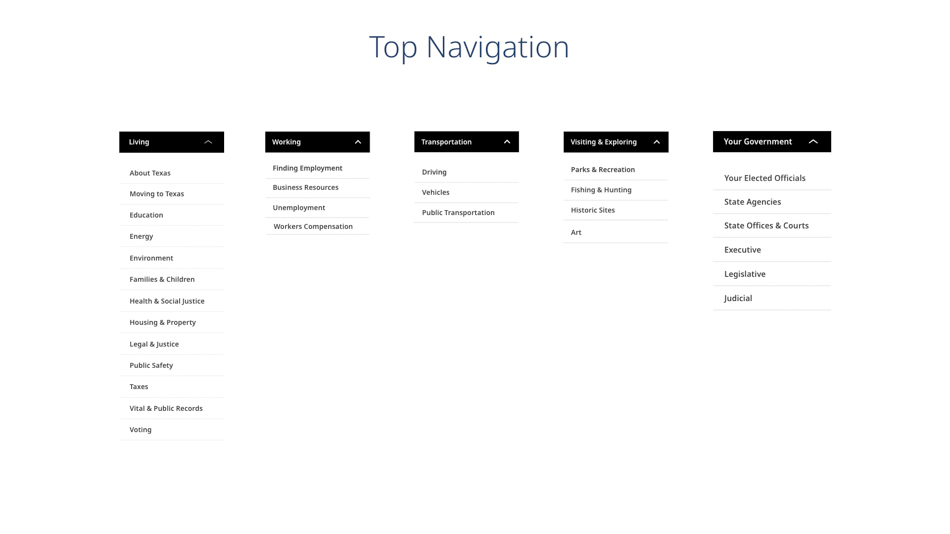 Top Navigation
Living
About Texas
Moving to Texas
Education
Energy
Environment
Families & Children
Health & Social Justice
Housing & Property
Legal & Justice
Public Safety
Taxes
Vital & Public Records
Voting
Working
Finding Employment
Business Resources
Unemployment
Workers Compensation
Transportation
Driving
Vehicles
Public Transportation
Visiting & Exploring
Parks & Recreation
Fishing & Hunting
Historic Sites
Art
Your Government
Your Elected Officials
State Agencies
State Offices & Courts
Executive
Legislative
Judicial